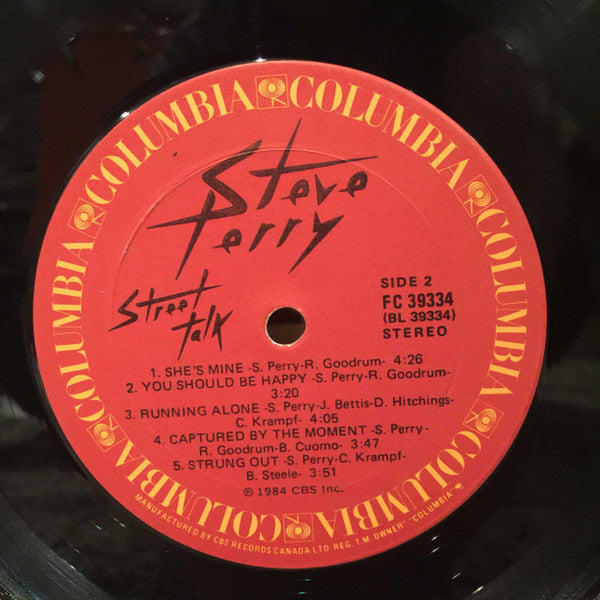 COLUMBIA COLUMBIA COLUMBIA COLUMBIA COLUMBIA COLUMBIA
Steve
Perry
Street
talk
SIDE 2
FC 39334
(BL 39334)
STEREO
1. SHE'S MINE -S. Perry-R. Goodrum- 4:26
2. YOU SHOULD BE HAPPY -S. Perry-R. Goodrum-
3:20
3. RUNNING ALONE -S. Perry-J. Bettis-D. Hitchings-
C. Krampf- 4:05
4. CAPTURED BY THE MOMENT -S. Perry-
R. Goodrum-B. Cuomo- 3:47
5. STRUNG OUT -S. Perry-C. Krampf-
B. Steele- 3:51
℗ 1984 CBS Inc.
MANUFACTURED BY CBS RECORDS CANADA LTD REG. T.M. OWNER "COLUMBIA"